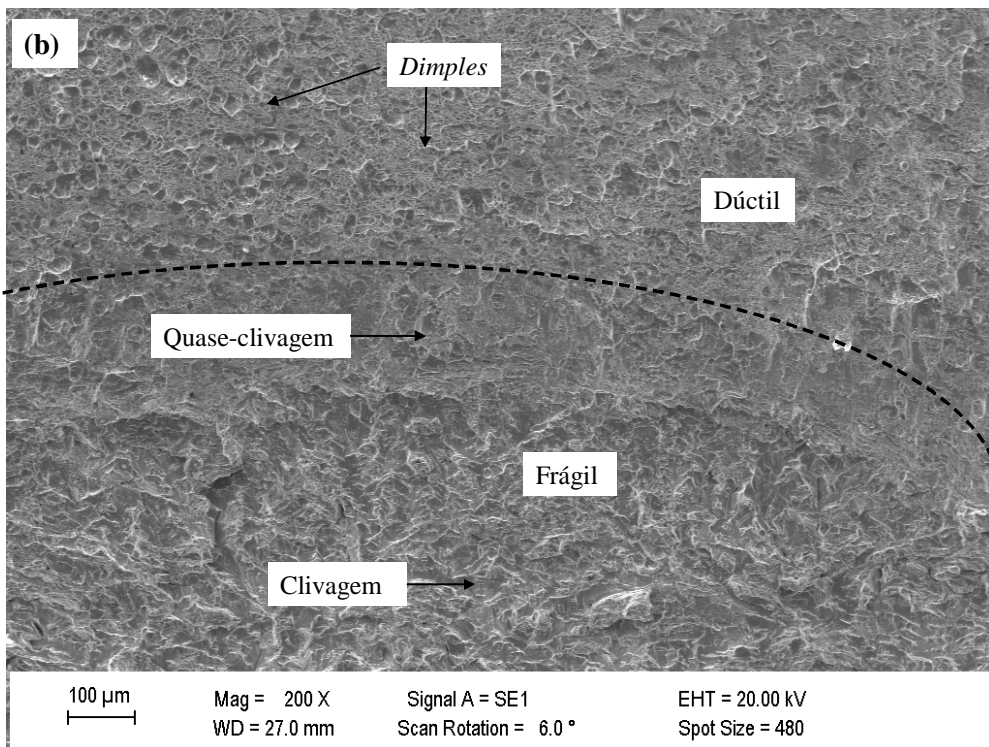 (b)
Dimples
Dúctil
Quase-clivagem
Frágil
Clivagem
100 µm
Mag = 200 X
Signal A = SE1
EHT = 20.00 kV
WD = 27.0 mm
Scan Rotation = 6.0 °
Spot Size = 480